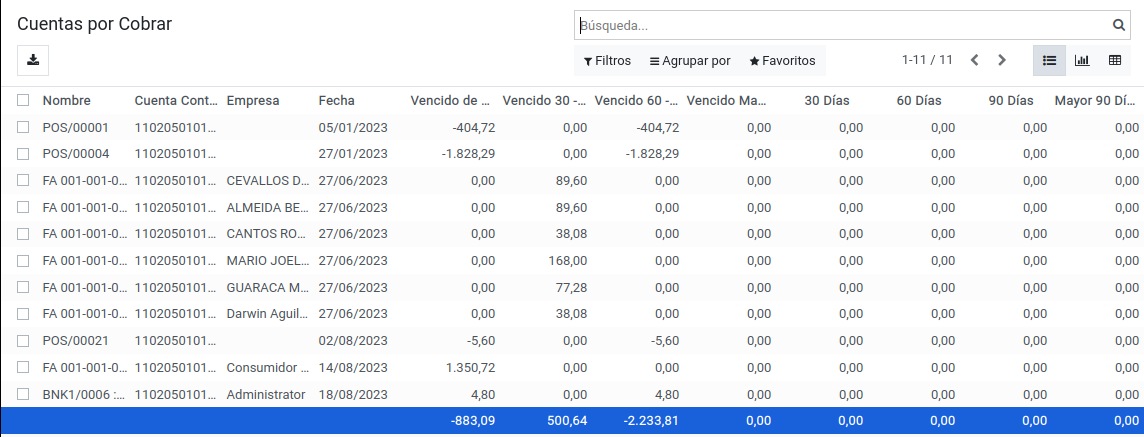 Cuentas por Cobrar
Búsqueda...
Filtros Agrupar por Favoritos 1-11 / 11
Nombre Cuenta Cont... Empresa Fecha Vencido de ... Vencido 30 -... Vencido 60 -... Vencido Ma... 30 Días 60 Días 90 Días Mayor 90 Dí...
POS/00001 1102050101... 05/01/2023 -404,72 0,00 -404,72 0,00 0,00 0,00 0,00 0,00
POS/00004 1102050101... 27/01/2023 -1.828,29 0,00 -1.828,29 0,00 0,00 0,00 0,00 0,00
FA 001-001-0... 1102050101... CEVALLOS D... 27/06/2023 0,00 89,60 0,00 0,00 0,00 0,00 0,00 0,00
FA 001-001-0... 1102050101... ALMEIDA BE... 27/06/2023 0,00 89,60 0,00 0,00 0,00 0,00 0,00 0,00
FA 001-001-0... 1102050101... CANTOS RO... 27/06/2023 0,00 38,08 0,00 0,00 0,00 0,00 0,00 0,00
FA 001-001-0... 1102050101... MARIO JOEL... 27/06/2023 0,00 168,00 0,00 0,00 0,00 0,00 0,00 0,00
FA 001-001-0... 1102050101... GUARACA M... 27/06/2023 0,00 77,28 0,00 0,00 0,00 0,00 0,00 0,00
FA 001-001-0... 1102050101... Darwin Aguil... 27/06/2023 0,00 38,08 0,00 0,00 0,00 0,00 0,00 0,00
POS/00021 1102050101... 02/08/2023 -5,60 0,00 -5,60 0,00 0,00 0,00 0,00 0,00
FA 001-001-0... 1102050101... Consumidor ... 14/08/2023 1.350,72 0,00 0,00 0,00 0,00 0,00 0,00 0,00
BNK1/0006 :... 1102050101... Administrator 18/08/2023 4,80 0,00 4,80 0,00 0,00 0,00 0,00 0,00
-883,09 500,64 -2.233,81 0,00 0,00 0,00 0,00 0,00